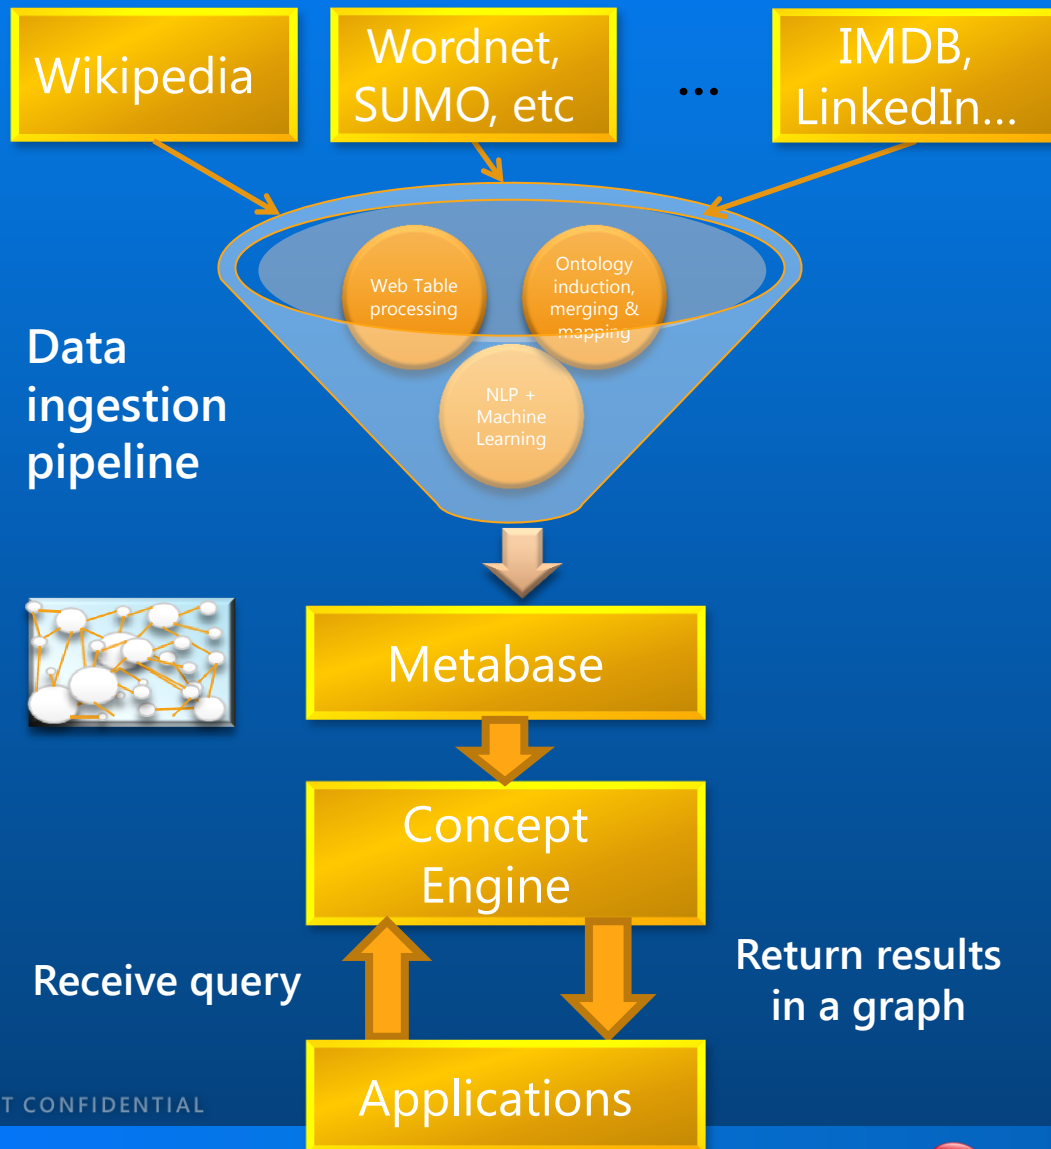 Wikipedia
Wordnet,
SUMO, etc
...
IMDB,
LinkedIn...
Web Table
processing
Ontology
induction,
merging &
mapping
NLP +
Machine
Learning
Data
ingestion
pipeline
Metabase
Concept
Engine
Receive query
Return results
in a graph
T CONFIDENTIAL
Applications